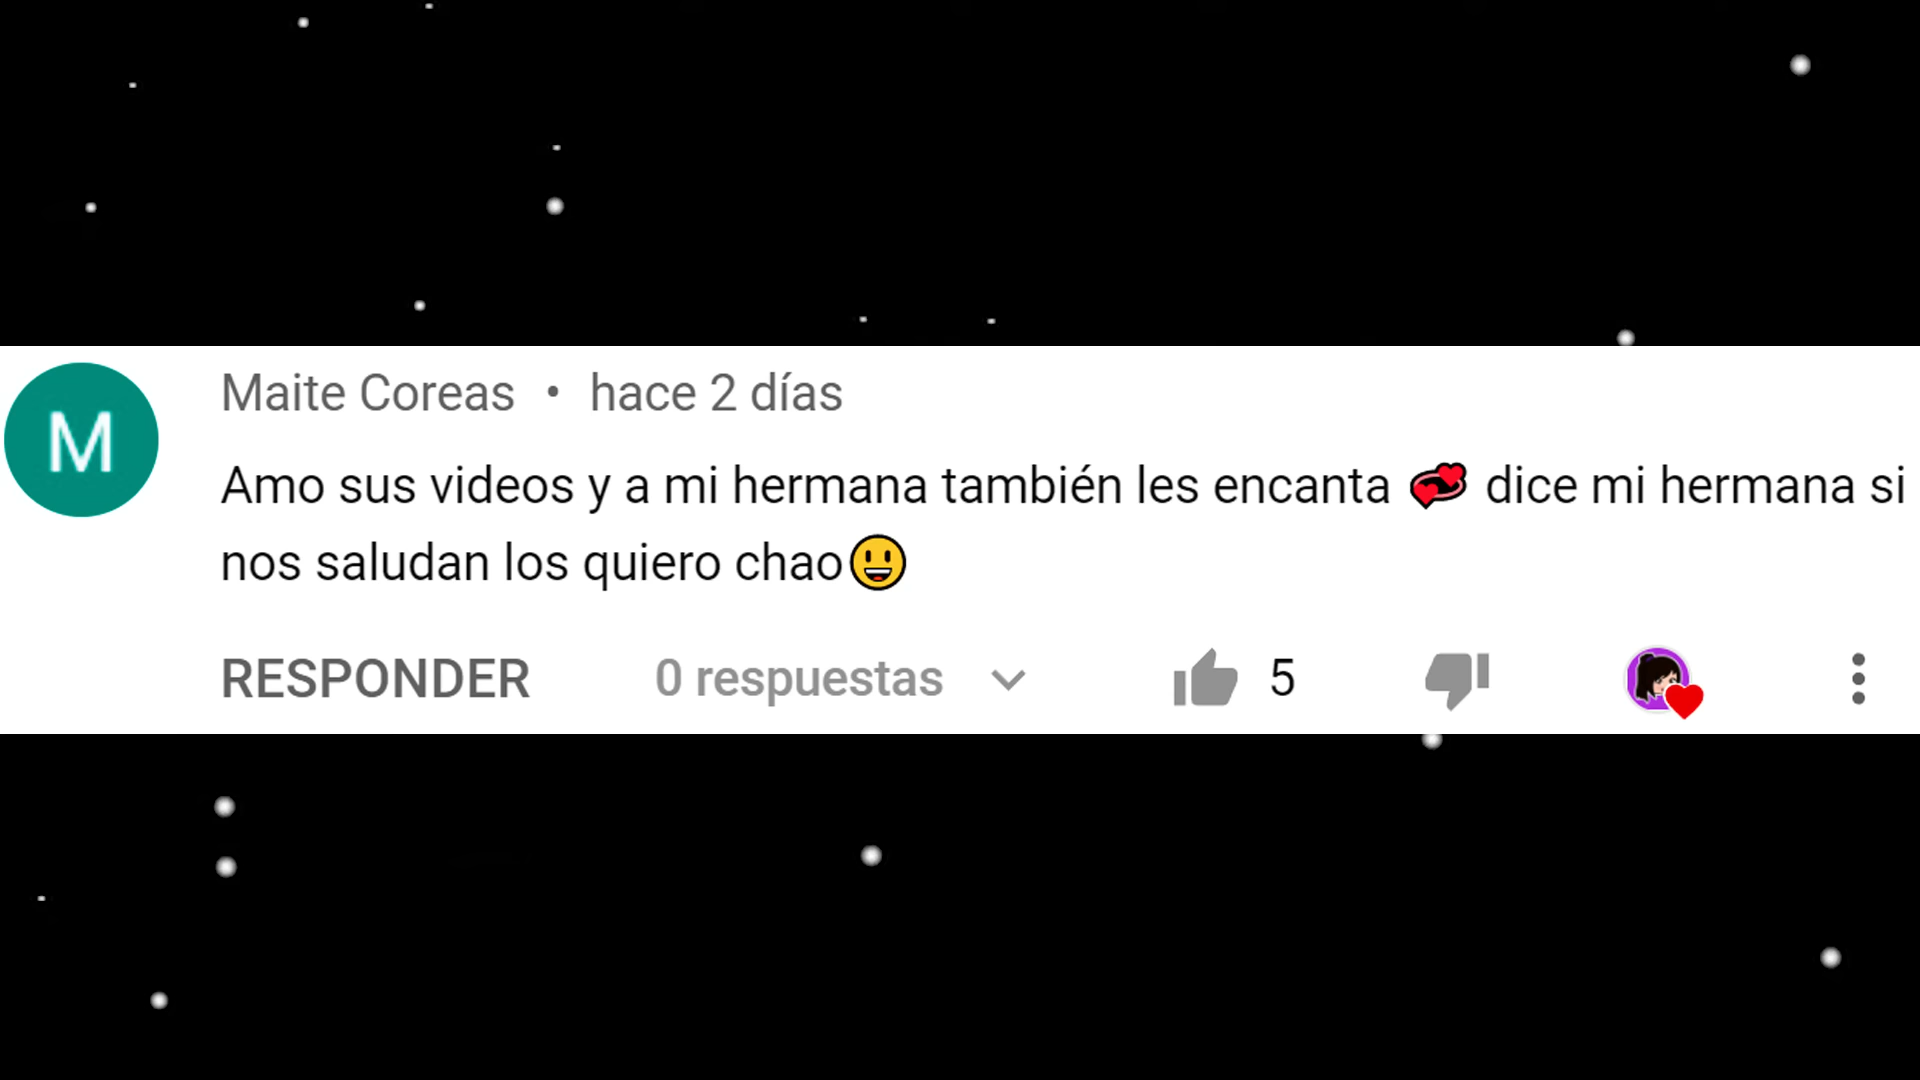 M
Maite Coreas • hace 2 días
Amo sus videos y a mi hermana también les encanta 💞 dice mi hermana si
nos saludan los quiero chao😃
RESPONDER 0 respuestas 5